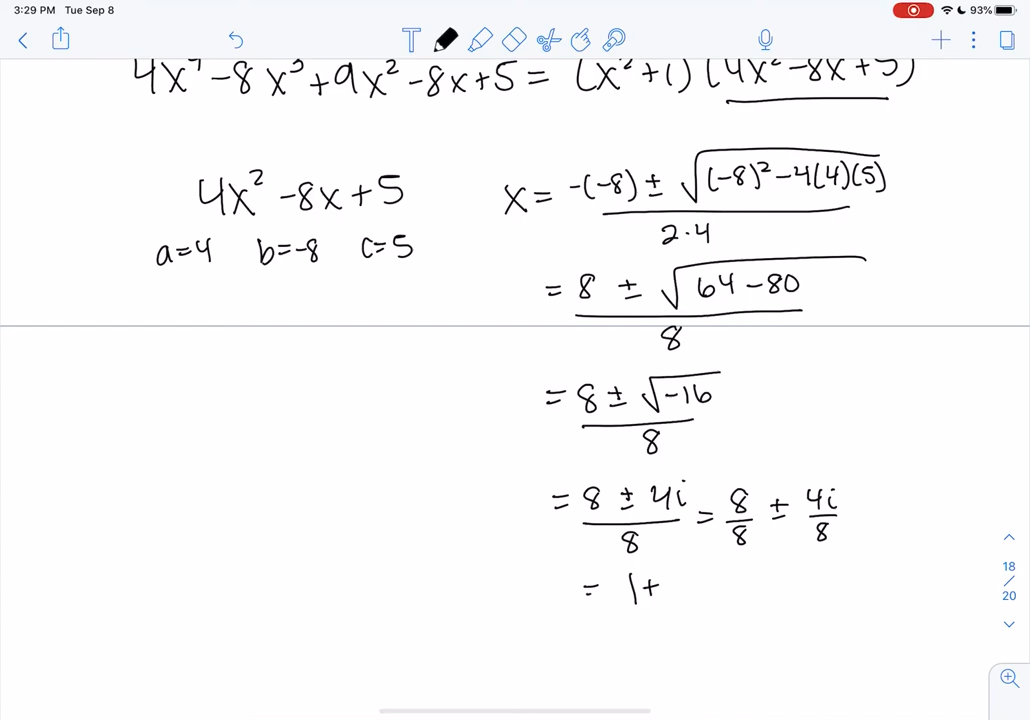 3:29 PM Tue Sep 8 93%
4x⁴ -8x³ +9x² -8x+5 = (x²+1) (4x² -8x +5)
4x² -8x +5
a=4 b=-8 c=5
x = -(-8) ± √((-8)² -4(4)(5)) / 2·4
= 8 ± √(64-80) / 8
= 8 ± √-16 / 8
= 8 ± 4i / 8 = 8/8 ± 4i/8
= 1+
18
/
20